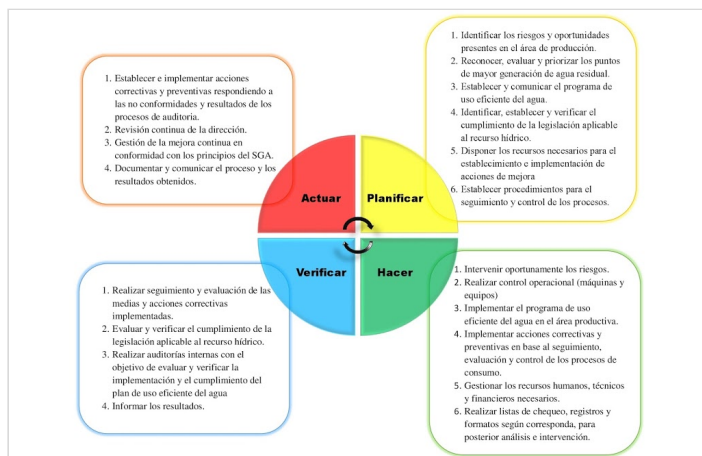 1. Establecer e implementar acciones
correctivas y preventivas respondiendo a
las no conformidades y resultados de los
procesos de auditoria.
2. Revisión continua de la dirección.
3. Gestión de la mejora continua en
conformidad con los principios del SGA.
4. Documentar y comunicar el proceso y los
resultados obtenidos.
1. Identificar los riesgos y oportunidades
presentes en el área de producción.
2. Reconocer, evaluar y priorizar los puntos
de mayor generación de agua residual.
3. Establecer y comunicar el programa de
uso eficiente del agua.
4. Identificar, establecer y verificar el
cumplimiento de la legislación aplicable
al recurso hídrico.
5. Disponer los recursos necesarios para el
establecimiento e implementación de
acciones de mejora
6. Establecer procedimientos para el
seguimiento y control de los procesos.
Actuar
Planificar
Verificar
Hacer
1. Realizar seguimiento y evaluación de las
medias y acciones correctivas
implementadas.
2. Evaluar y verificar el cumplimiento de la
legislación aplicable al recurso hídrico.
3. Realizar auditorías internas con el
objetivo de evaluar y verificar la
implementación y el cumplimiento del
plan de uso eficiente del agua
4. Informar los resultados.
1. Intervenir oportunamente los riesgos.
2. Realizar control operacional (máquinas y
equipos)
3. Implementar el programa de uso
eficiente del agua en el área productiva.
4. Implementar acciones correctivas y
preventivas en base al seguimiento,
evaluación y control de los procesos de
consumo.
5. Gestionar los recursos humanos, técnicos
y financieros necesarios.
6. Realizar listas de chequeo, registros y
formatos según corresponda, para
posterior análisis e intervención.